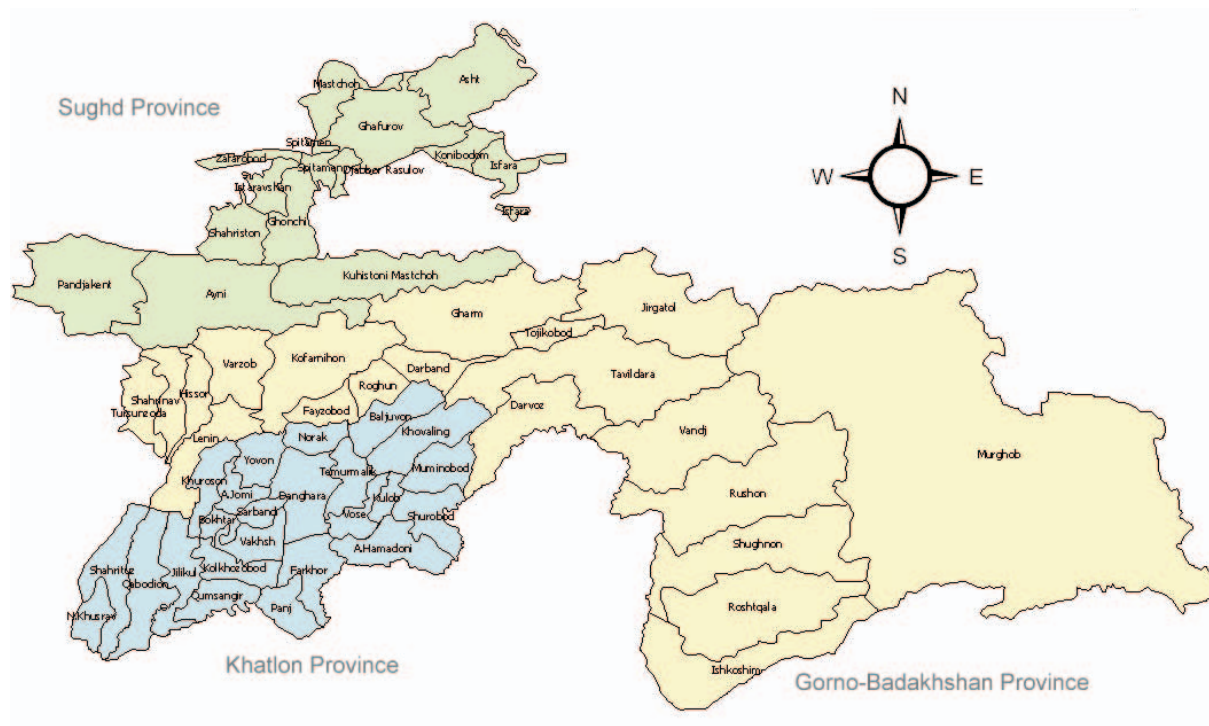 Asht
Mastchoh
Sughd Province
N
Ghafurov
Spitamen
Zafarobod
Konibodom
Spitamen
Djabbor Rasulov
Isfara
W
E
Istaravshan
Isfara
Ghonchi
Shahriston
S
Kuhistoni Mastchoh
Pandjakent
Ayni
Jirgatol
Gharm
Tojikobod
Kofarnihon
Varzob
Darband
Tavildara
Roghun
Hissor
Shahrinav
Tursunzoda
Fayzobod
Darvoz
Baljuvon
Khovaling
Vandj
Lenin
Norak
Murghob
Yovon
Temurmalik
Muminobod
Khuroson
A.Jomi
Danghara
Kulob
Rushon
Sarband
Vose
Shurobod
Bokhtar
Vakhsh
A.Hamadoni
Shughnon
Shahrituz
Jilikul
Kolkhozobod
Farkhor
Qabodion
Qumsangir
Panj
Roshtqala
N.Khusrav
Khatlon Province
Ishkoshim
Gorno-Badakhshan Province